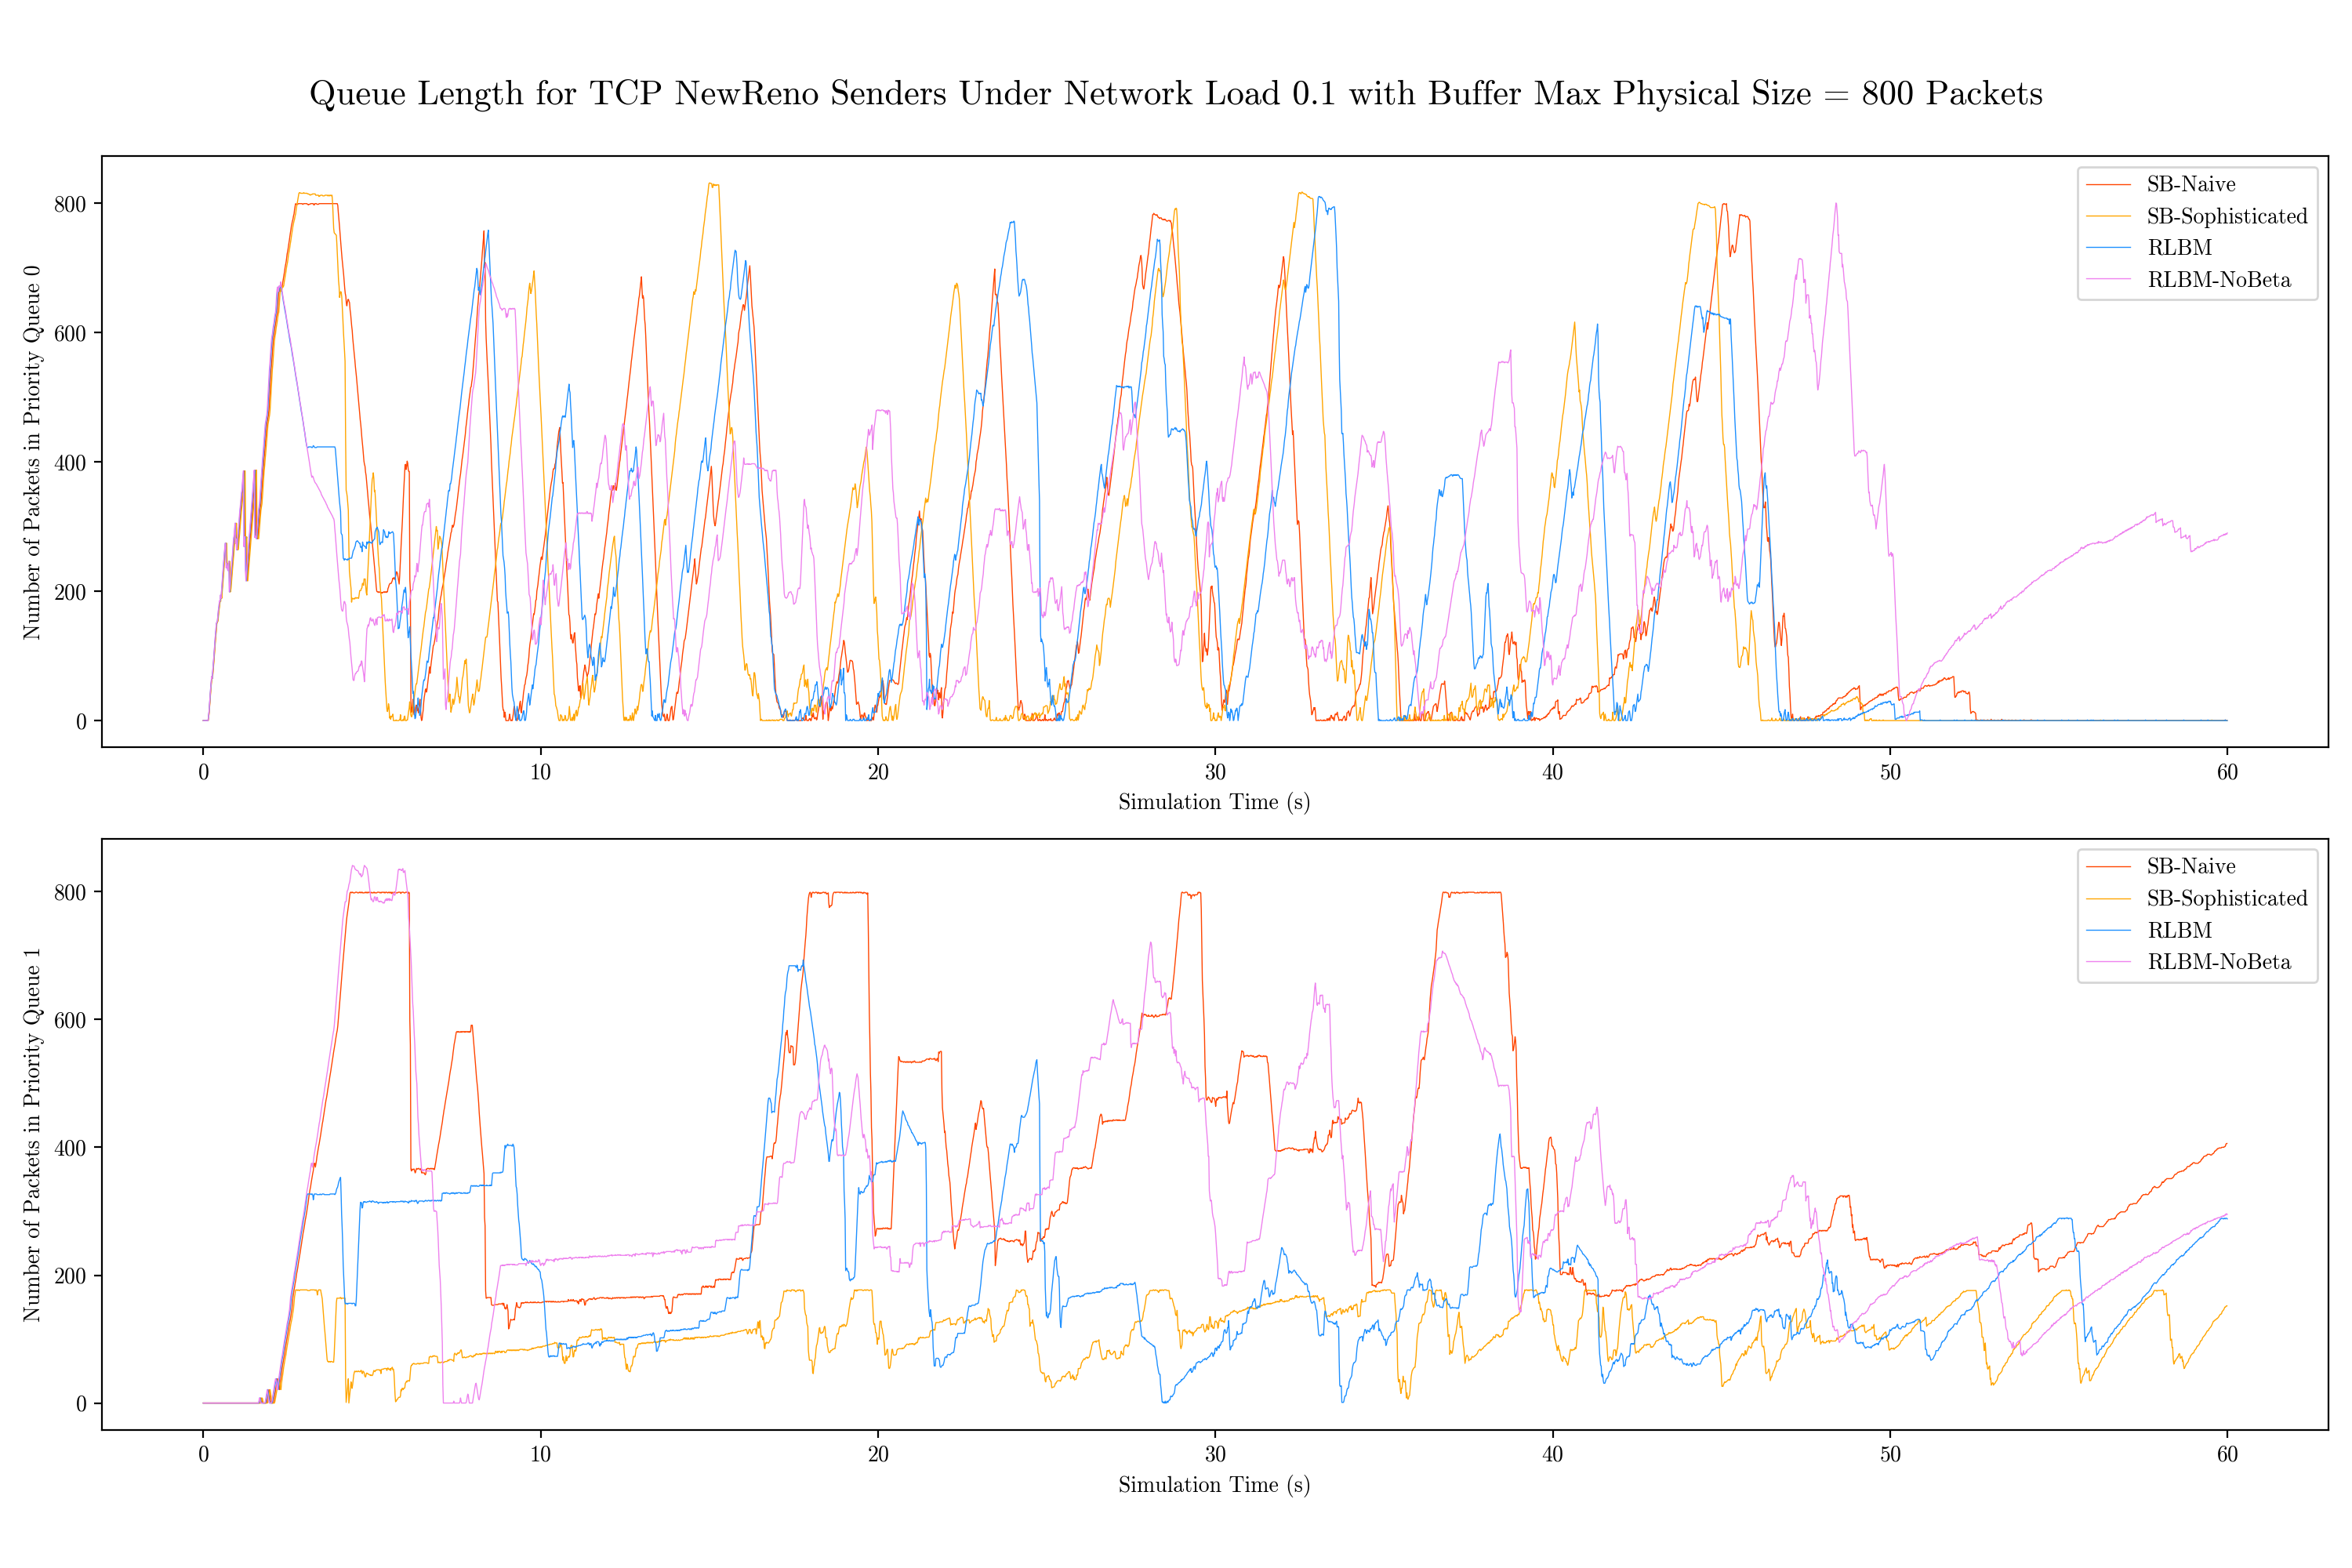 Queue Length for TCP NewReno Senders Under Network Load 0.1 with Buffer Max Physical Size = 800 Packets
Number of Packets in Priority Queue 0
800
600
400
200
0
SB-Naive
SB-Sophisticated
RLBM
RLBM-NoBeta
0 10 20 30 40 50 60
Simulation Time (s)
Number of Packets in Priority Queue 1
800
600
400
200
0
SB-Naive
SB-Sophisticated
RLBM
RLBM-NoBeta
0 10 20 30 40 50 60
Simulation Time (s)